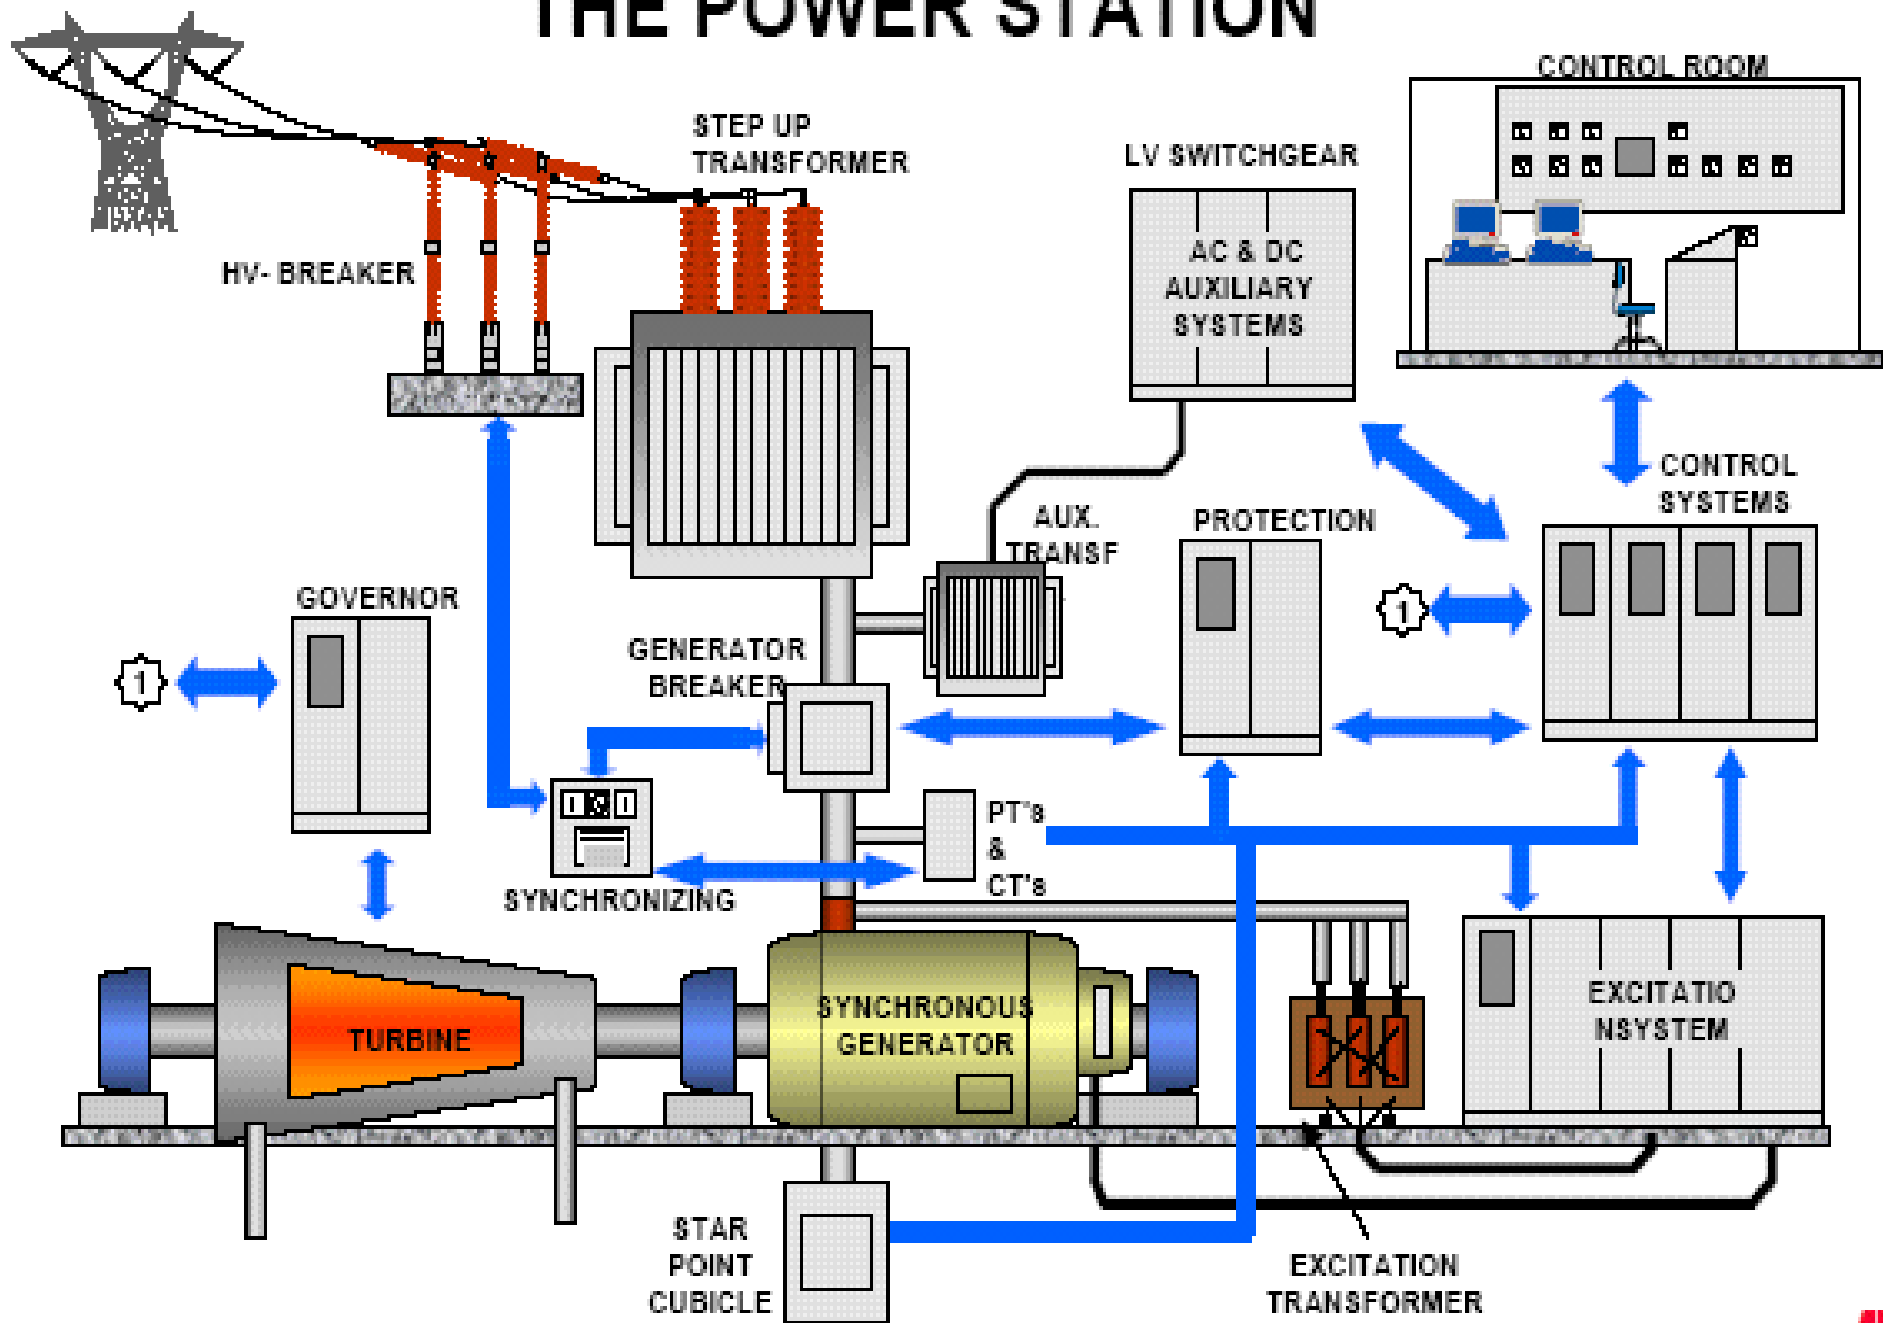 THE POWER STATION
CONTROL ROOM
STEP UP
TRANSFORMER
LV SWITCHGEAR
AC & DC
AUXILIARY
SYSTEMS
HV- BREAKER
CONTROL
SYSTEMS
AUX.
TRANSF
PROTECTION
GOVERNOR
1
1
GENERATOR
BREAKER
PT's
&
CT's
SYNCHRONIZING
TURBINE
SYNCHRONOUS
GENERATOR
EXCITATIO
NSYSTEM
STAR
POINT
CUBICLE
EXCITATION
TRANSFORMER